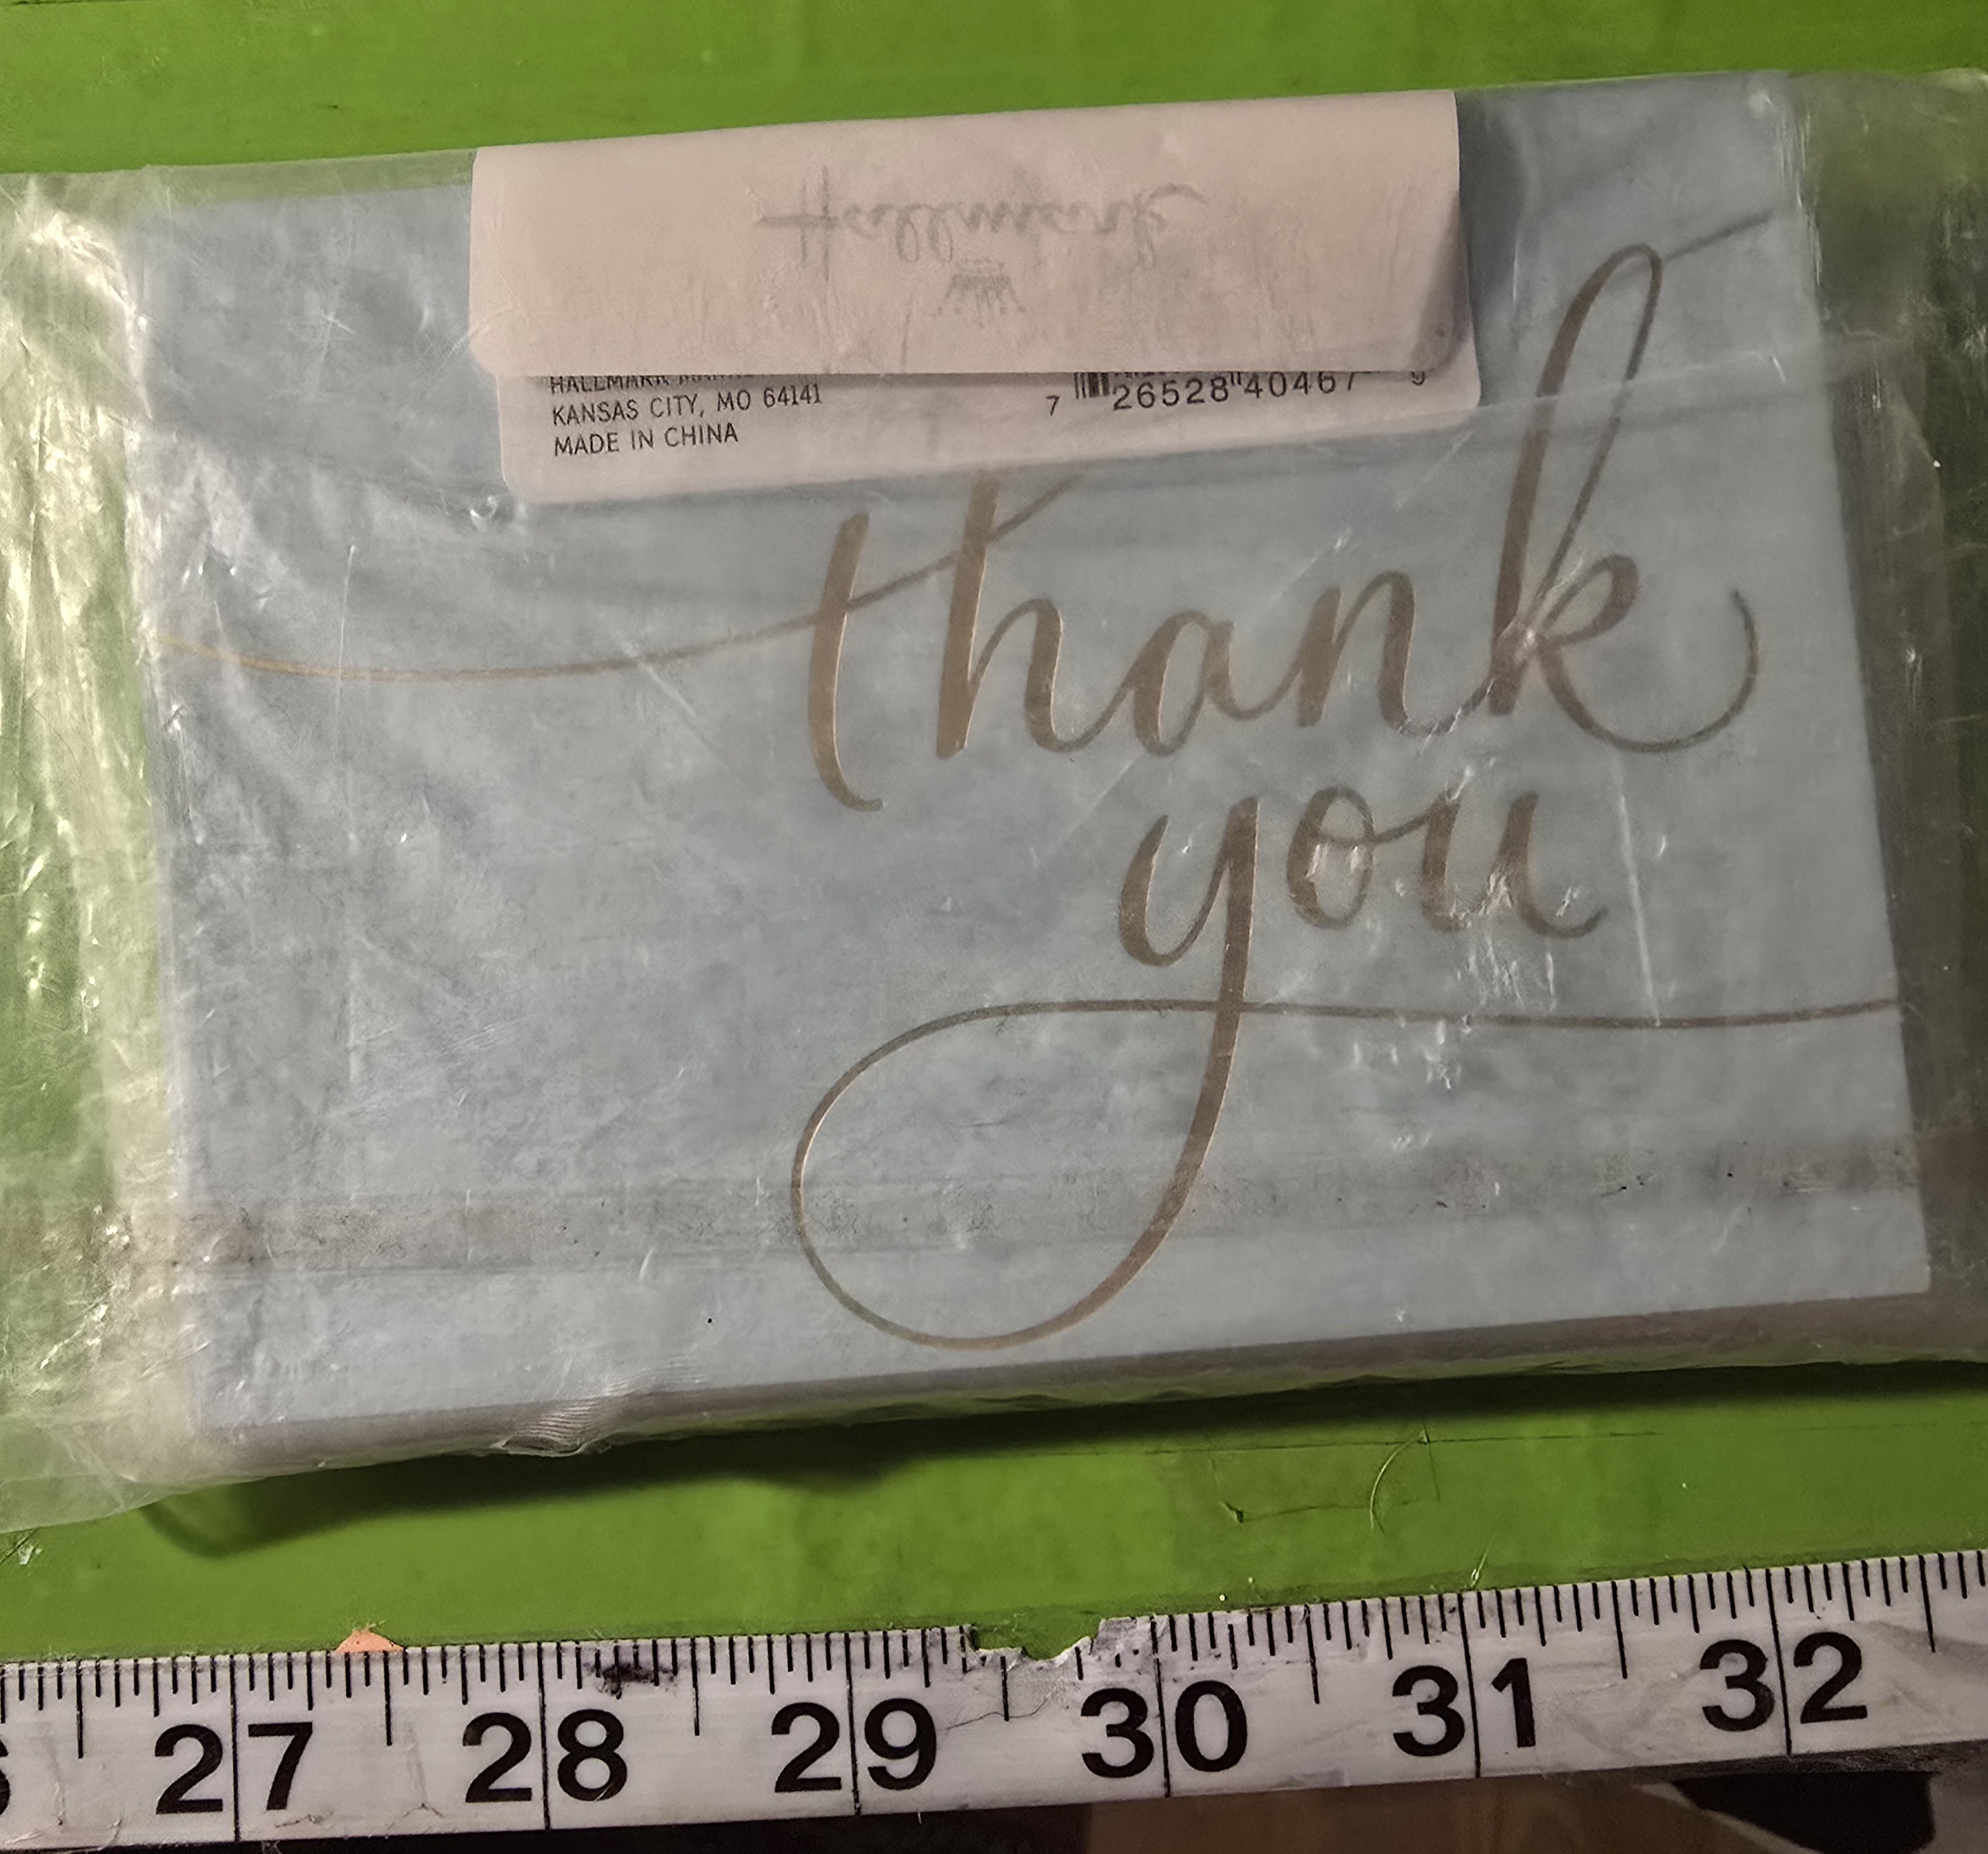 Hallmark
HALLMARK
KANSAS CITY, MO 64141
MADE IN CHINA
7 26528 40467 9
thank
you
27 28 29 30 31 32